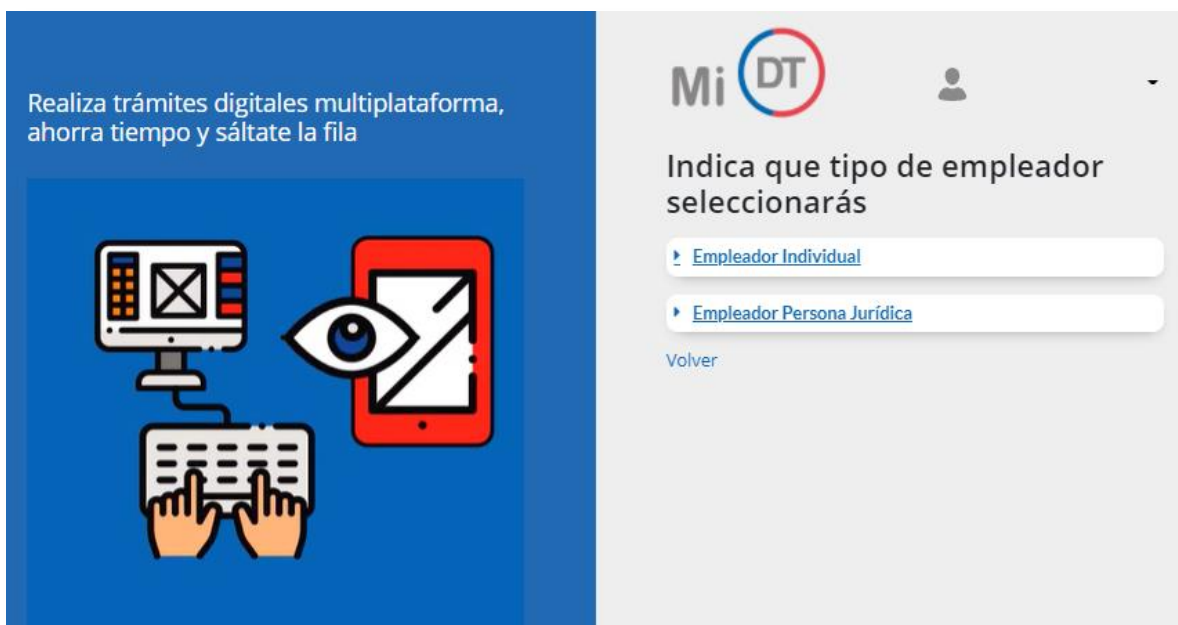 Realiza trámites digitales multiplataforma,
ahorra tiempo y sáltate la fila
Mi DT
Indica que tipo de empleador
seleccionarás
Empleador Individual
Empleador Persona Jurídica
Volver